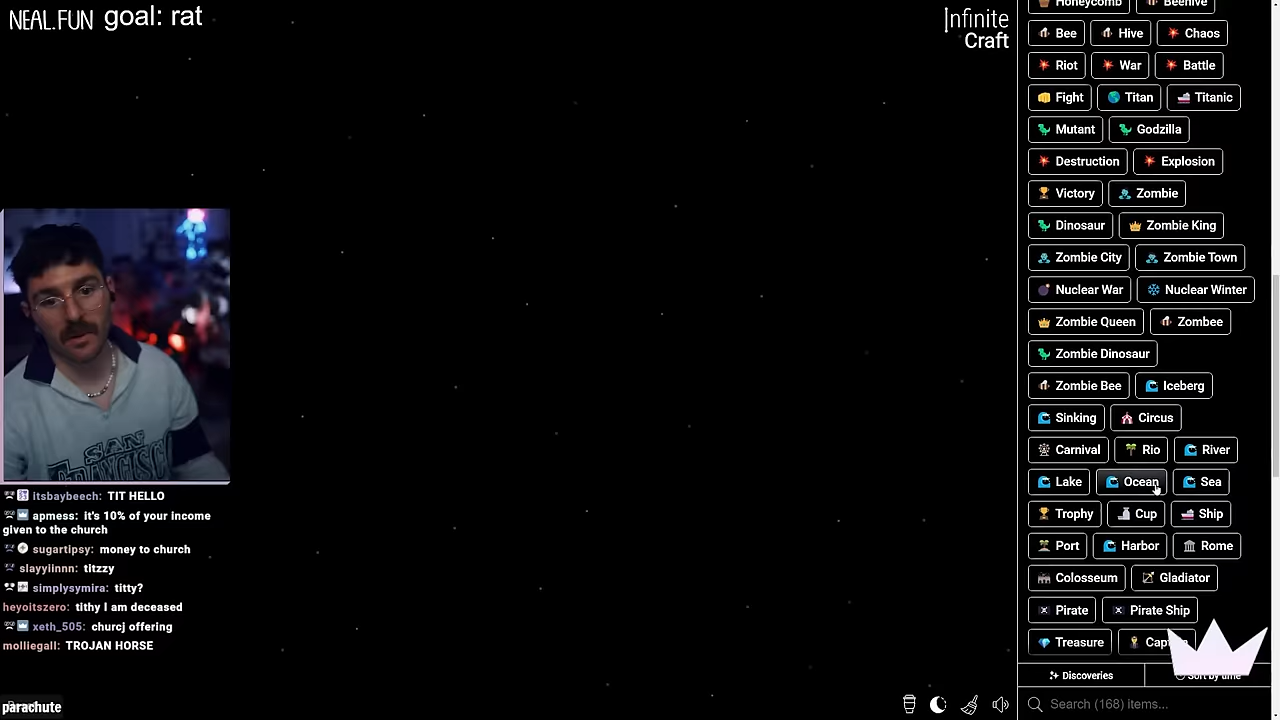 NEAL.FUN goal: rat
Infinite
Craft
Honeycomb Beehive
Bee Hive Chaos
Riot War Battle
Fight Titan Titanic
Mutant Godzilla
Destruction Explosion
Victory Zombie
Dinosaur Zombie King
Zombie City Zombie Town
Nuclear War Nuclear Winter
Zombie Queen Zombee
Zombie Dinosaur
Zombie Bee Iceberg
Sinking Circus
Carnival Rio River
Lake Ocean Sea
Trophy Cup Ship
Port Harbor Rome
Colosseum Gladiator
Pirate Pirate Ship
Treasure
Discoveries Sort by time
Search (168) items...
SAN
FRANCISCO
itsbaybeech: TIT HELLO
apmess: it's 10% of your income
given to the church
sugartipsy: money to church
slayyiinnn: titzzy
simplysymira: titty?
heyoitszero: tithy I am deceased
xeth_505: churcj offering
molliegall: TROJAN HORSE
parachute